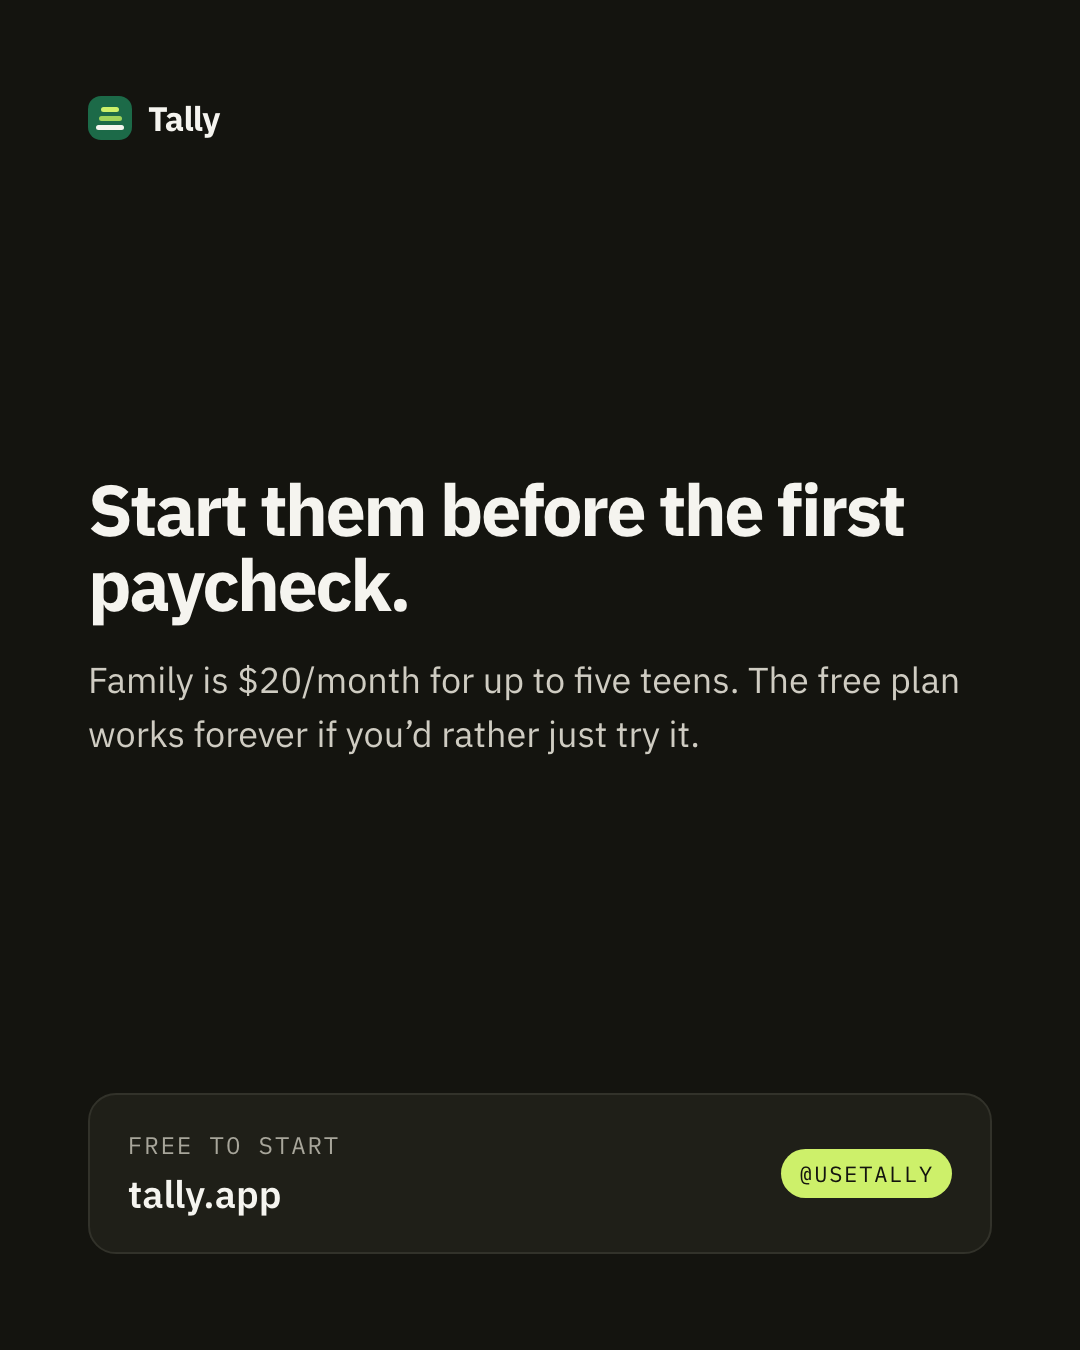 Tally
Start them before the first
paycheck.
Family is $20/month for up to five teens. The free plan
works forever if you’d rather just try it.
FREE TO START
tally.app
@USETALLY